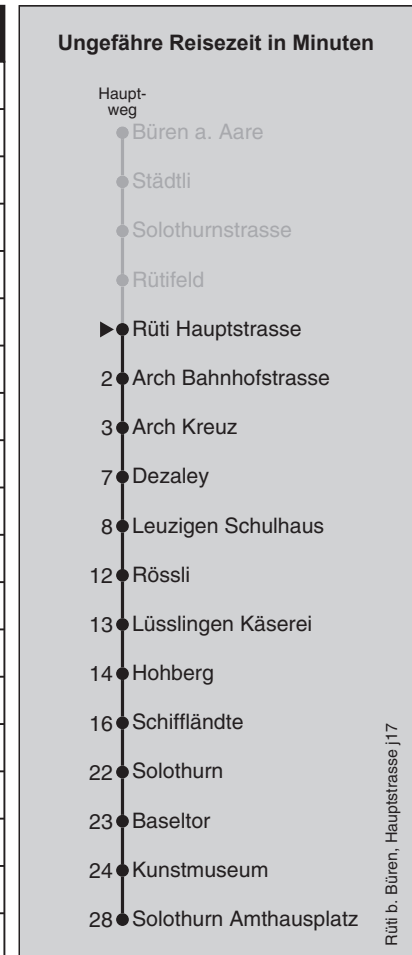 Ungefähre Reisezeit in Minuten
Haupt-
weg
Büren a. Aare
Städtli
Solothurnstrasse
Rütifeld
Rüti Hauptstrasse
2 Arch Bahnhofstrasse
3 Arch Kreuz
7 Dezaley
8 Leuzigen Schulhaus
12 Rössli
13 Lüsslingen Käserei
14 Hohberg
16 Schiffländte
22 Solothurn
23 Baseltor
24 Kunstmuseum
28 Solothurn Amthausplatz
Rüti b. Büren, Hauptstrasse j17